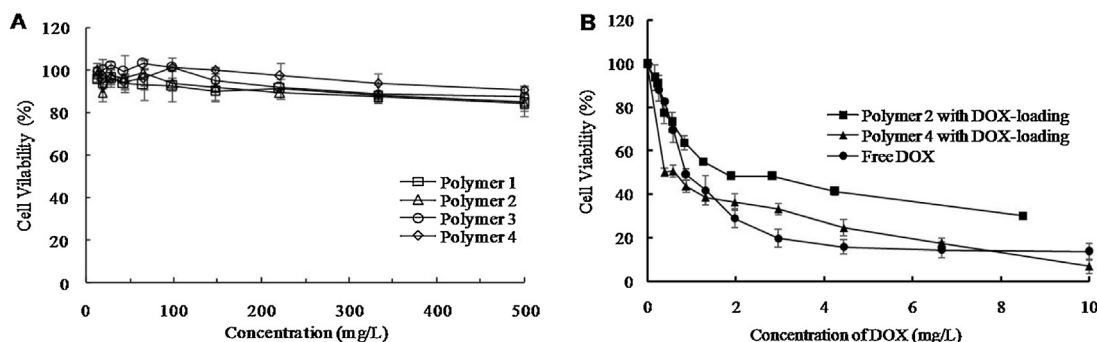 A
Cell Vilability (%)
120
100
80
60
40
20
0
Polymer 1
Polymer 2
Polymer 3
Polymer 4
0 100 200 300 400 500
Concentration (mg/L)
B
Cell Viability (%)
120
100
80
60
40
20
0
Polymer 2 with DOX-loading
Polymer 4 with DOX-loading
Free DOX
0 2 4 6 8 10
Concentration of DOX (mg/L)